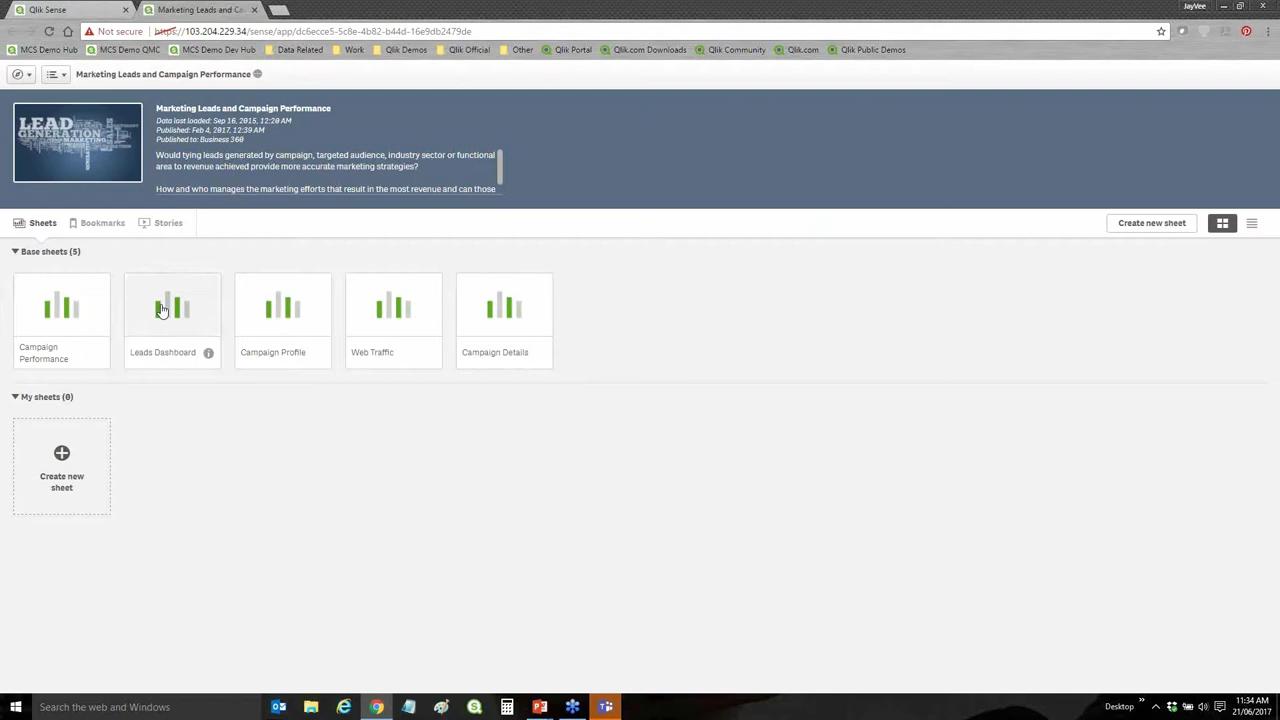 Qlik Sense
Marketing Leads and Ca
JayVee
Not secure
https://103.204.229.34/sense/app/dc6ecce5-5c8e-4b82-b44d-16e9db2479de
MCS Demo Hub
MCS Demo QMC
MCS Demo Dev Hub
Data Related
Work
Qlik Demos
Qlik Official
Other
Qlik Portal
Qlik.com Downloads
Qlik Community
Qlik.com
Qlik Public Demos
Marketing Leads and Campaign Performance
LEAD
GENERATION
MARKETING
Marketing Leads and Campaign Performance
Data last loaded: Sep 16, 2015, 12:20 AM
Published: Feb 4, 2017, 12:39 AM
Published to: Business 360
Would tying leads generated by campaign, targeted audience, industry sector or functional
area to revenue achieved provide more accurate marketing strategies?
How and who manages the marketing efforts that result in the most revenue and can those
Sheets
Bookmarks
Stories
Create new sheet
Base sheets (5)
Campaign
Performance
Leads Dashboard
Campaign Profile
Web Traffic
Campaign Details
My sheets (0)
Create new
sheet
Search the web and Windows
Desktop
11:34 AM
21/06/2017